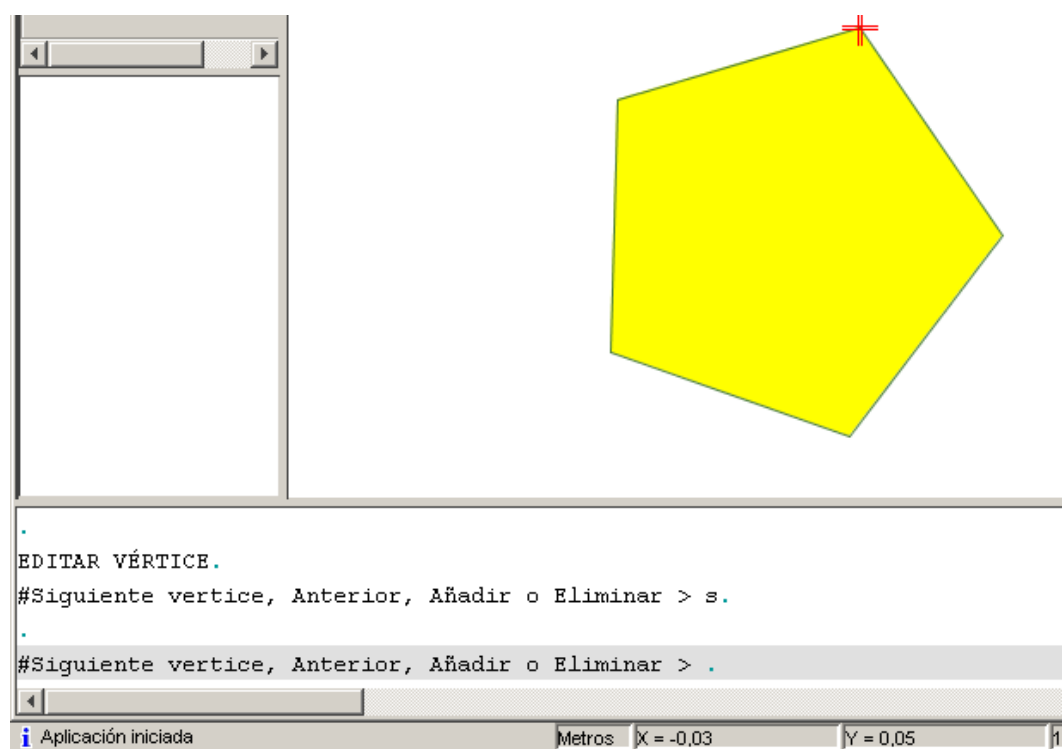 .
EDITAR VÉRTICE.
#Siguiente vertice, Anterior, Añadir o Eliminar > s.
.
#Siguiente vertice, Anterior, Añadir o Eliminar > .
Aplicación iniciada Metros X = -0,03 Y = 0,05